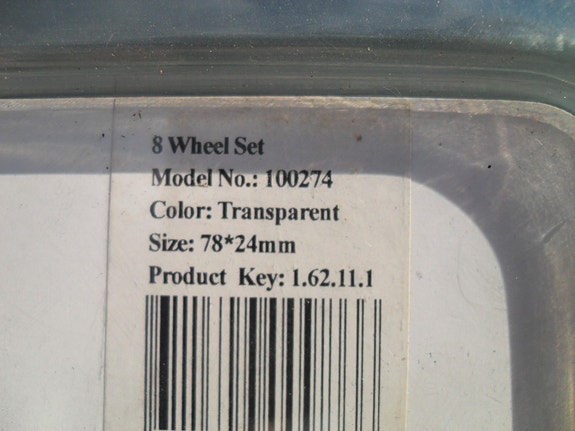 8 Wheel Set
Model No.: 100274
Color: Transparent
Size: 78*24mm
Product Key: 1.62.11.1